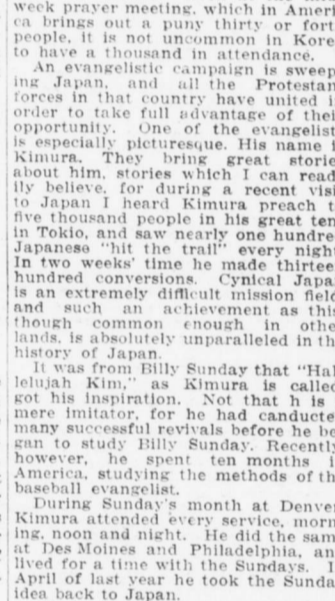 week prayer meeting, which in Ameri
ca brings out a puny thirty or fort
people, it is not uncommon in Kore
to have a thousand in attendance.
An evangelistic campaign is sweep
ing Japan, and all the Protestan
forces in that country have united i
order to take full advantage of thei
opportunity. One of the evangelist
is especially picturesque. His name i
Kimura. They bring great storie
about him, stories which I can read
ily believe, for during a recent visi
to Japan I heard Kimura preach t
five thousand people in his great ten
in Tokio, and saw nearly one hundre
Japanese "hit the trail" every nigh
In two weeks' time he made thirtee
hundred conversions. Cynical Japa
is an extremely difficult mission fiel
and such an achievement as this
though common enough in othe
lands, is absolutely unparalleled in th
history of Japan.
It was from Billy Sunday that "Hal
lelujah Kim," as Kimura is calle
got his inspiration. Not that h is
mere imitator, for he had canducte
many successful revivals before he be
gan to study Billy Sunday. Recently
however, he spent ten months i
America, studying the methods of th
baseball evangelist.
During Sunday's month at Denve
Kimura attended every service, morn
ing, noon and night. He did the sam
at Des Moines and Philadelphia, an
lived for a time with the Sundays. I
April of last year he took the Sunda
idea back to Japan.